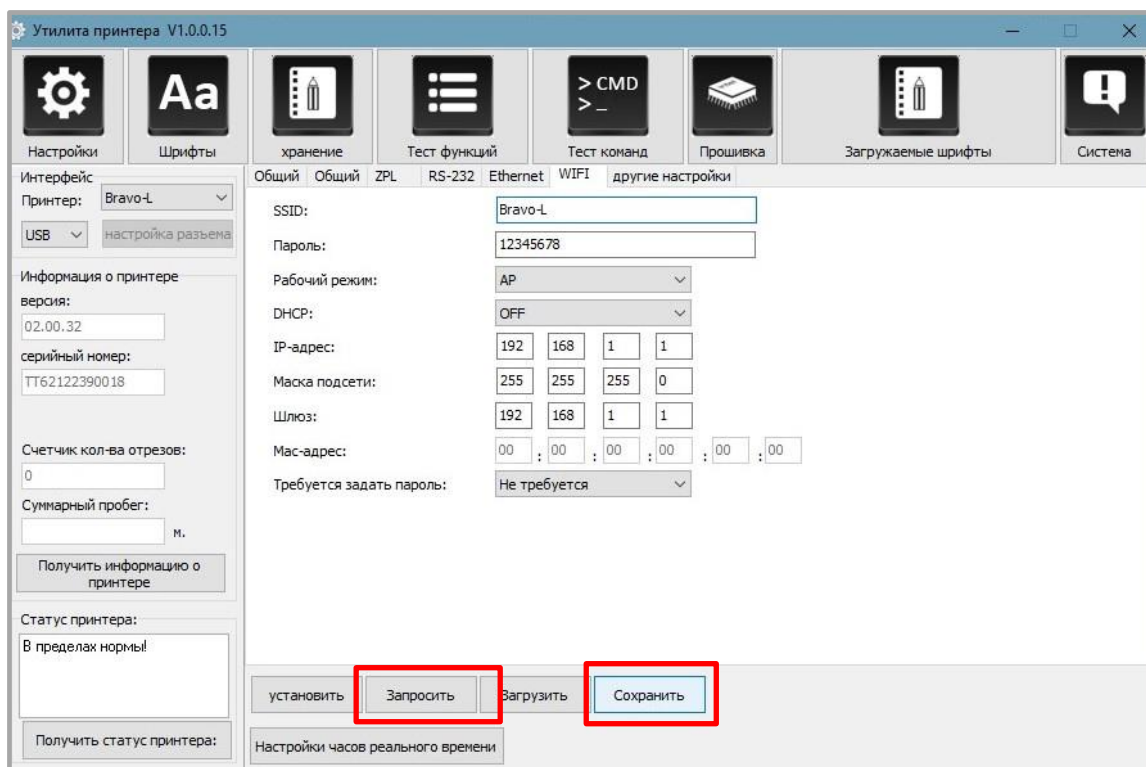 Утилита принтера V1.0.0.15
> CMD
Aa
> _
Настройки
Шрифты
хранение
Тест функций
Тест команд
Прошивка
Загружаемые шрифты
Система
Интерфейс
Принтер: Bravo-L
USB настройка разъема
Информация о принтере
версия:
02.00.32
серийный номер:
TT62122390018
Счетчик кол-ва отрезов:
0
Суммарный пробег:
м.
Получить информацию о
принтере
Статус принтера:
В пределах нормы!
Получить статус принтера:
Общий Общий ZPL RS-232 Ethernet WIFI другие настройки
SSID: Bravo-L
Пароль: 12345678
Рабочий режим: AP
DHCP: OFF
IP-адрес: 192 168 1 1
Маска подсети: 255 255 255 0
Шлюз: 192 168 1 1
Мас-адрес: 00 : 00 : 00 : 00 : 00 : 00
Требуется задать пароль: Не требуется
установить Запросить Загрузить Сохранить
Настройки часов реального времени